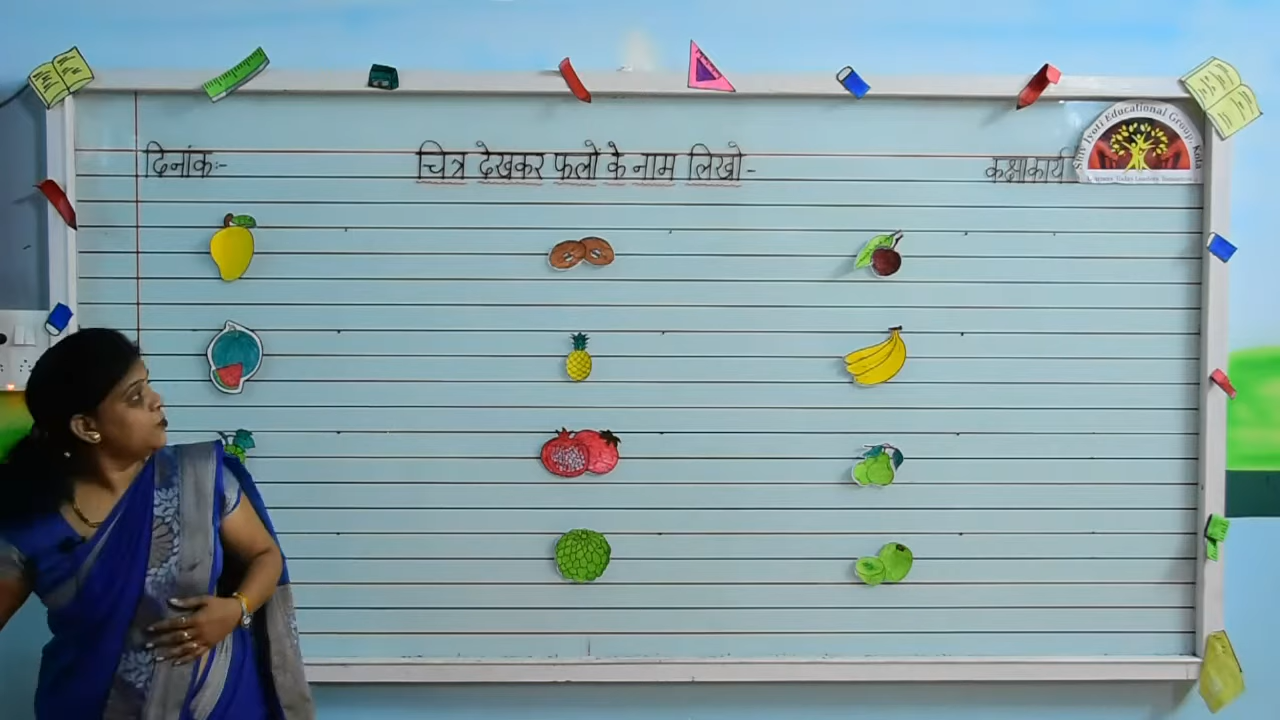 दिनांकः-
चित्र देखकर फलों के नाम लिखो-
कक्षाकार्य
Shiv Jyoti Educational Group, Kota